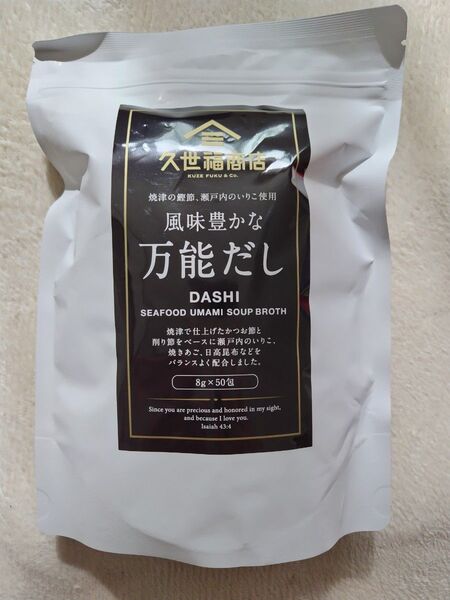 久世福商店
KUZE FUKU & Co.
焼津の鰹節、瀬戸内のいりこ使用
風味豊かな
万能だし
DASHI
SEAFOOD UMAMI SOUP BROTH
焼津で仕上げたかつお節と
削り節をベースに瀬戸内のいりこ、
焼きあご、日高昆布などを
バランスよく配合しました。
8g×50包
Since you are precious and honored in my sight,
and because I love you.
Isaiah 43:4